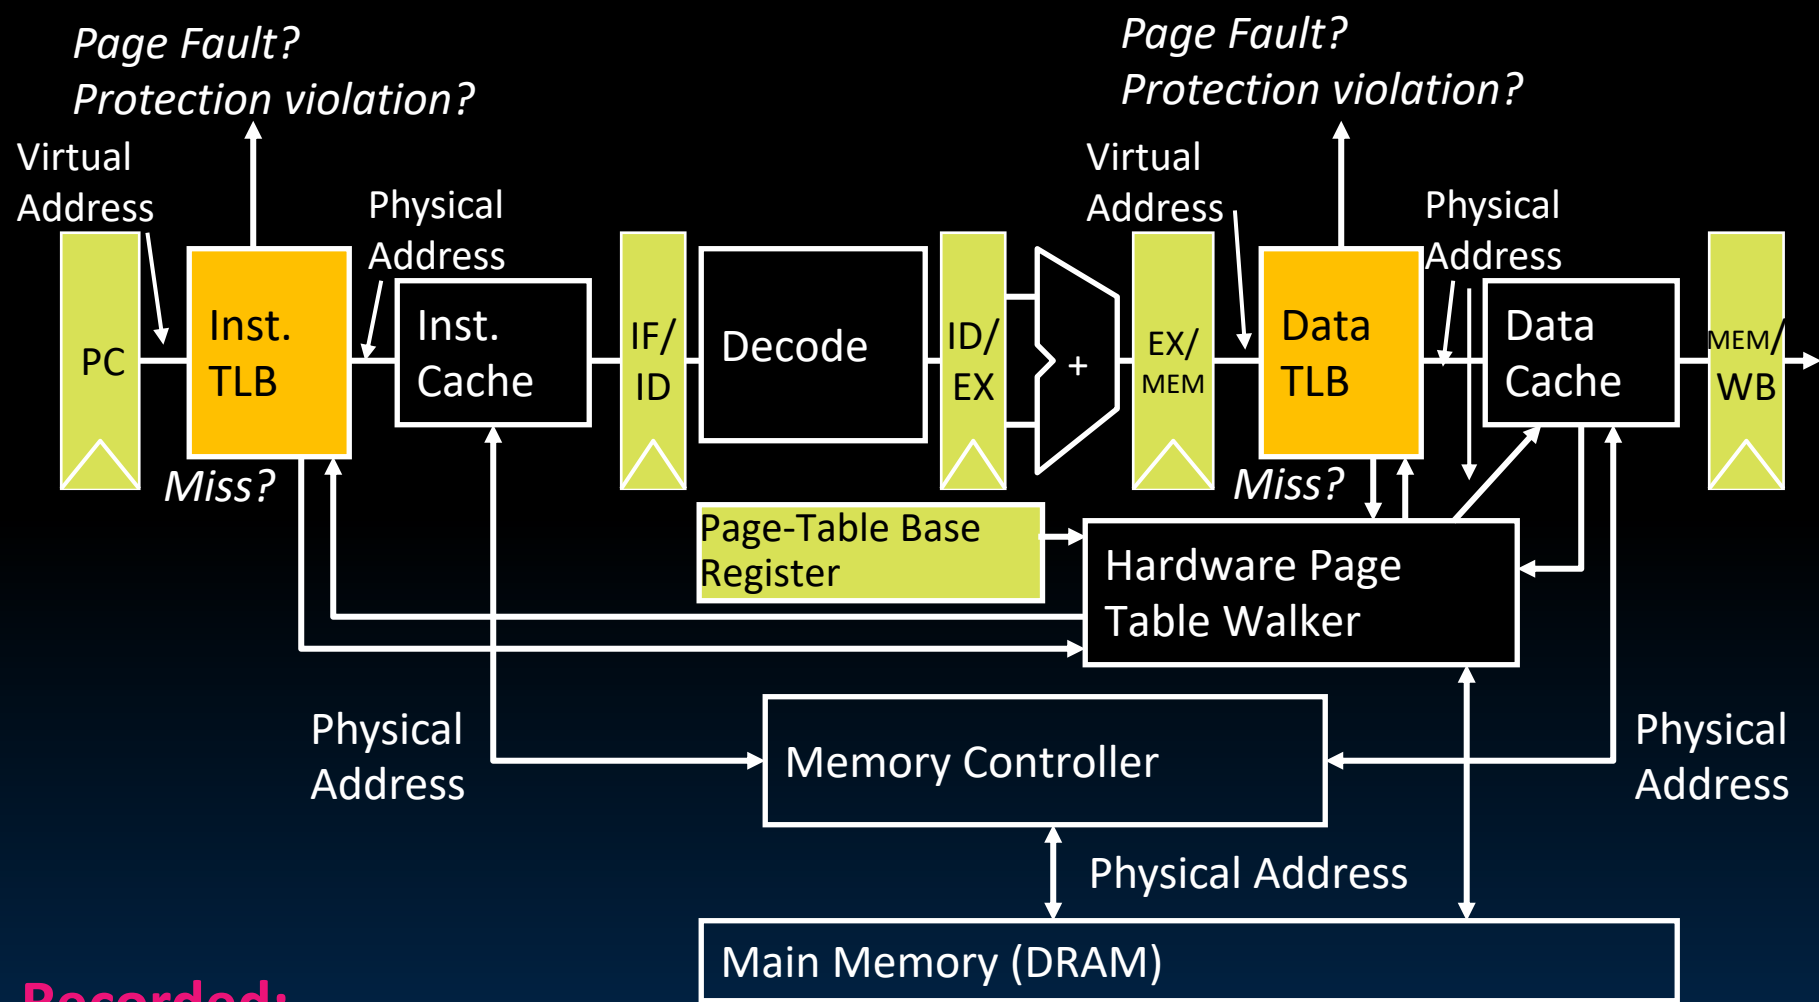 Page Fault?
Protection violation?
Page Fault?
Protection violation?
Virtual
Address
Physical
Address
Virtual
Address
Physical
Address
PC
Inst.
TLB
Inst.
Cache
IF/
ID
Decode
ID/
EX
+
EX/
MEM
Data
TLB
Data
Cache
MEM/
WB
Miss?
Miss?
Page-Table Base
Register
Hardware Page
Table Walker
Physical
Address
Memory Controller
Physical
Address
Physical Address
Main Memory (DRAM)
Recorded: